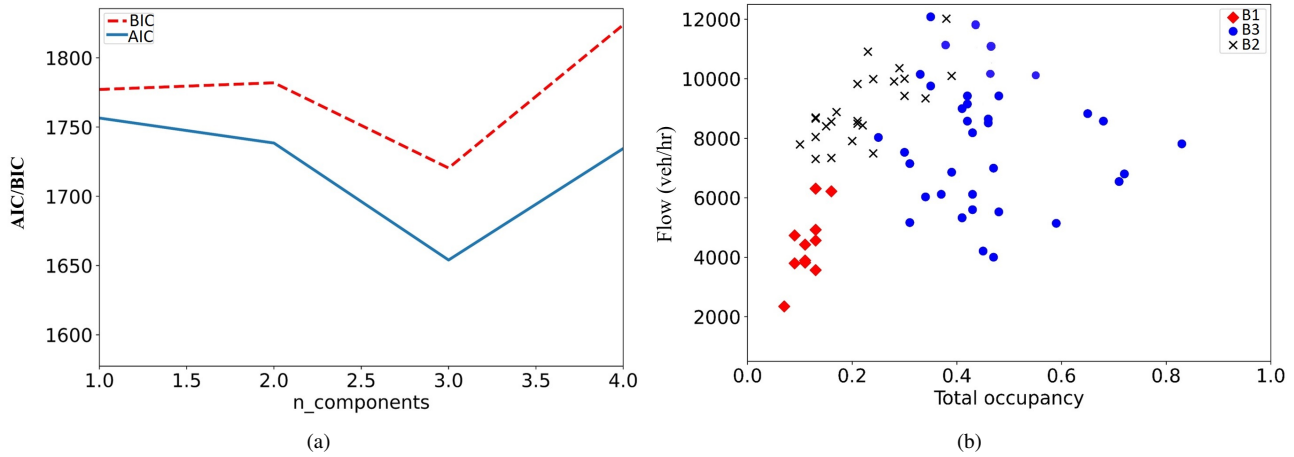 BIC
AIC
1800
1750
1700
1650
1600
AIC/BIC
1.0 1.5 2.0 2.5 3.0 3.5 4.0
n_components
(a)
B1
B3
B2
12000
10000
8000
6000
4000
2000
Flow (veh/hr)
0.0 0.2 0.4 0.6 0.8 1.0
Total occupancy
(b)